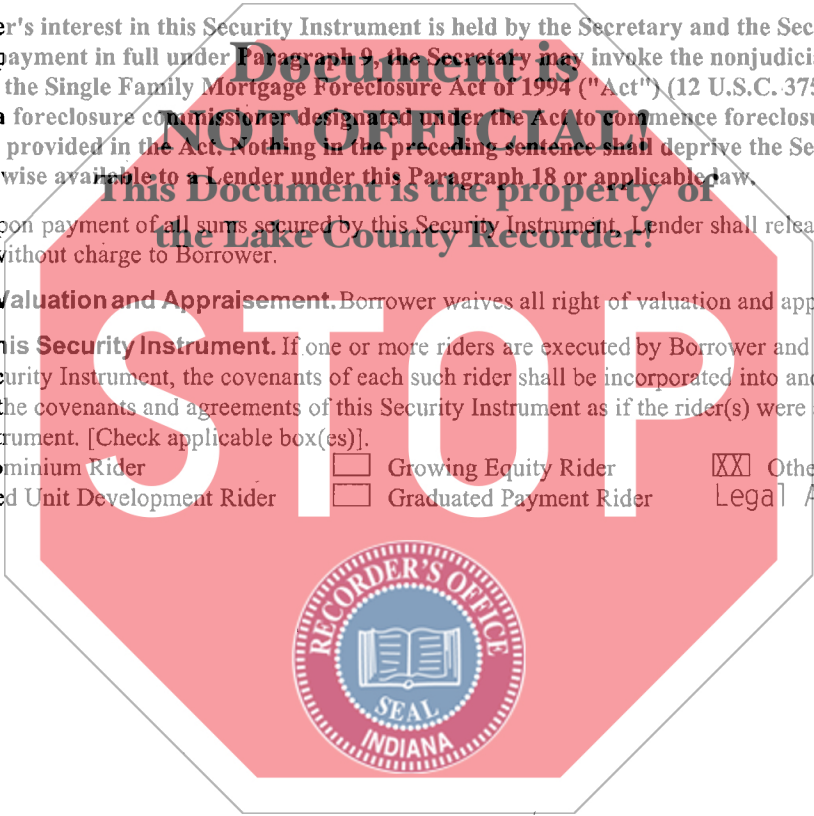 er's interest in this Security Instrument is held by the Secretary and the Sec
payment in full under Paragraph 9, the Secretary may invoke the nonjudici
the Single Family Mortgage Foreclosure Act of 1994 ("Act") (12 U.S.C. 375
a foreclosure commissioner designated under the Act to commence foreclosu
provided in the Act. Nothing in the preceding sentence shall deprive the Se
wise available to a Lender under this Paragraph 18 or applicable law.
Document is
NOT OFFICIAL!
This Document is the property of
the Lake County Recorder!
pon payment of all sums secured by this Security Instrument, Lender shall relea
without charge to Borrower.
Valuation and Appraisement. Borrower waives all right of valuation and app
his Security Instrument. If one or more riders are executed by Borrower and
curity Instrument, the covenants of each such rider shall be incorporated into and
the covenants and agreements of this Security Instrument as if the rider(s) were
trument. [Check applicable box(es)].
ominium Rider Growing Equity Rider XX Othe
ed Unit Development Rider Graduated Payment Rider Legal A
STOP
RECORDER'S OFFICE
SEAL
INDIANA